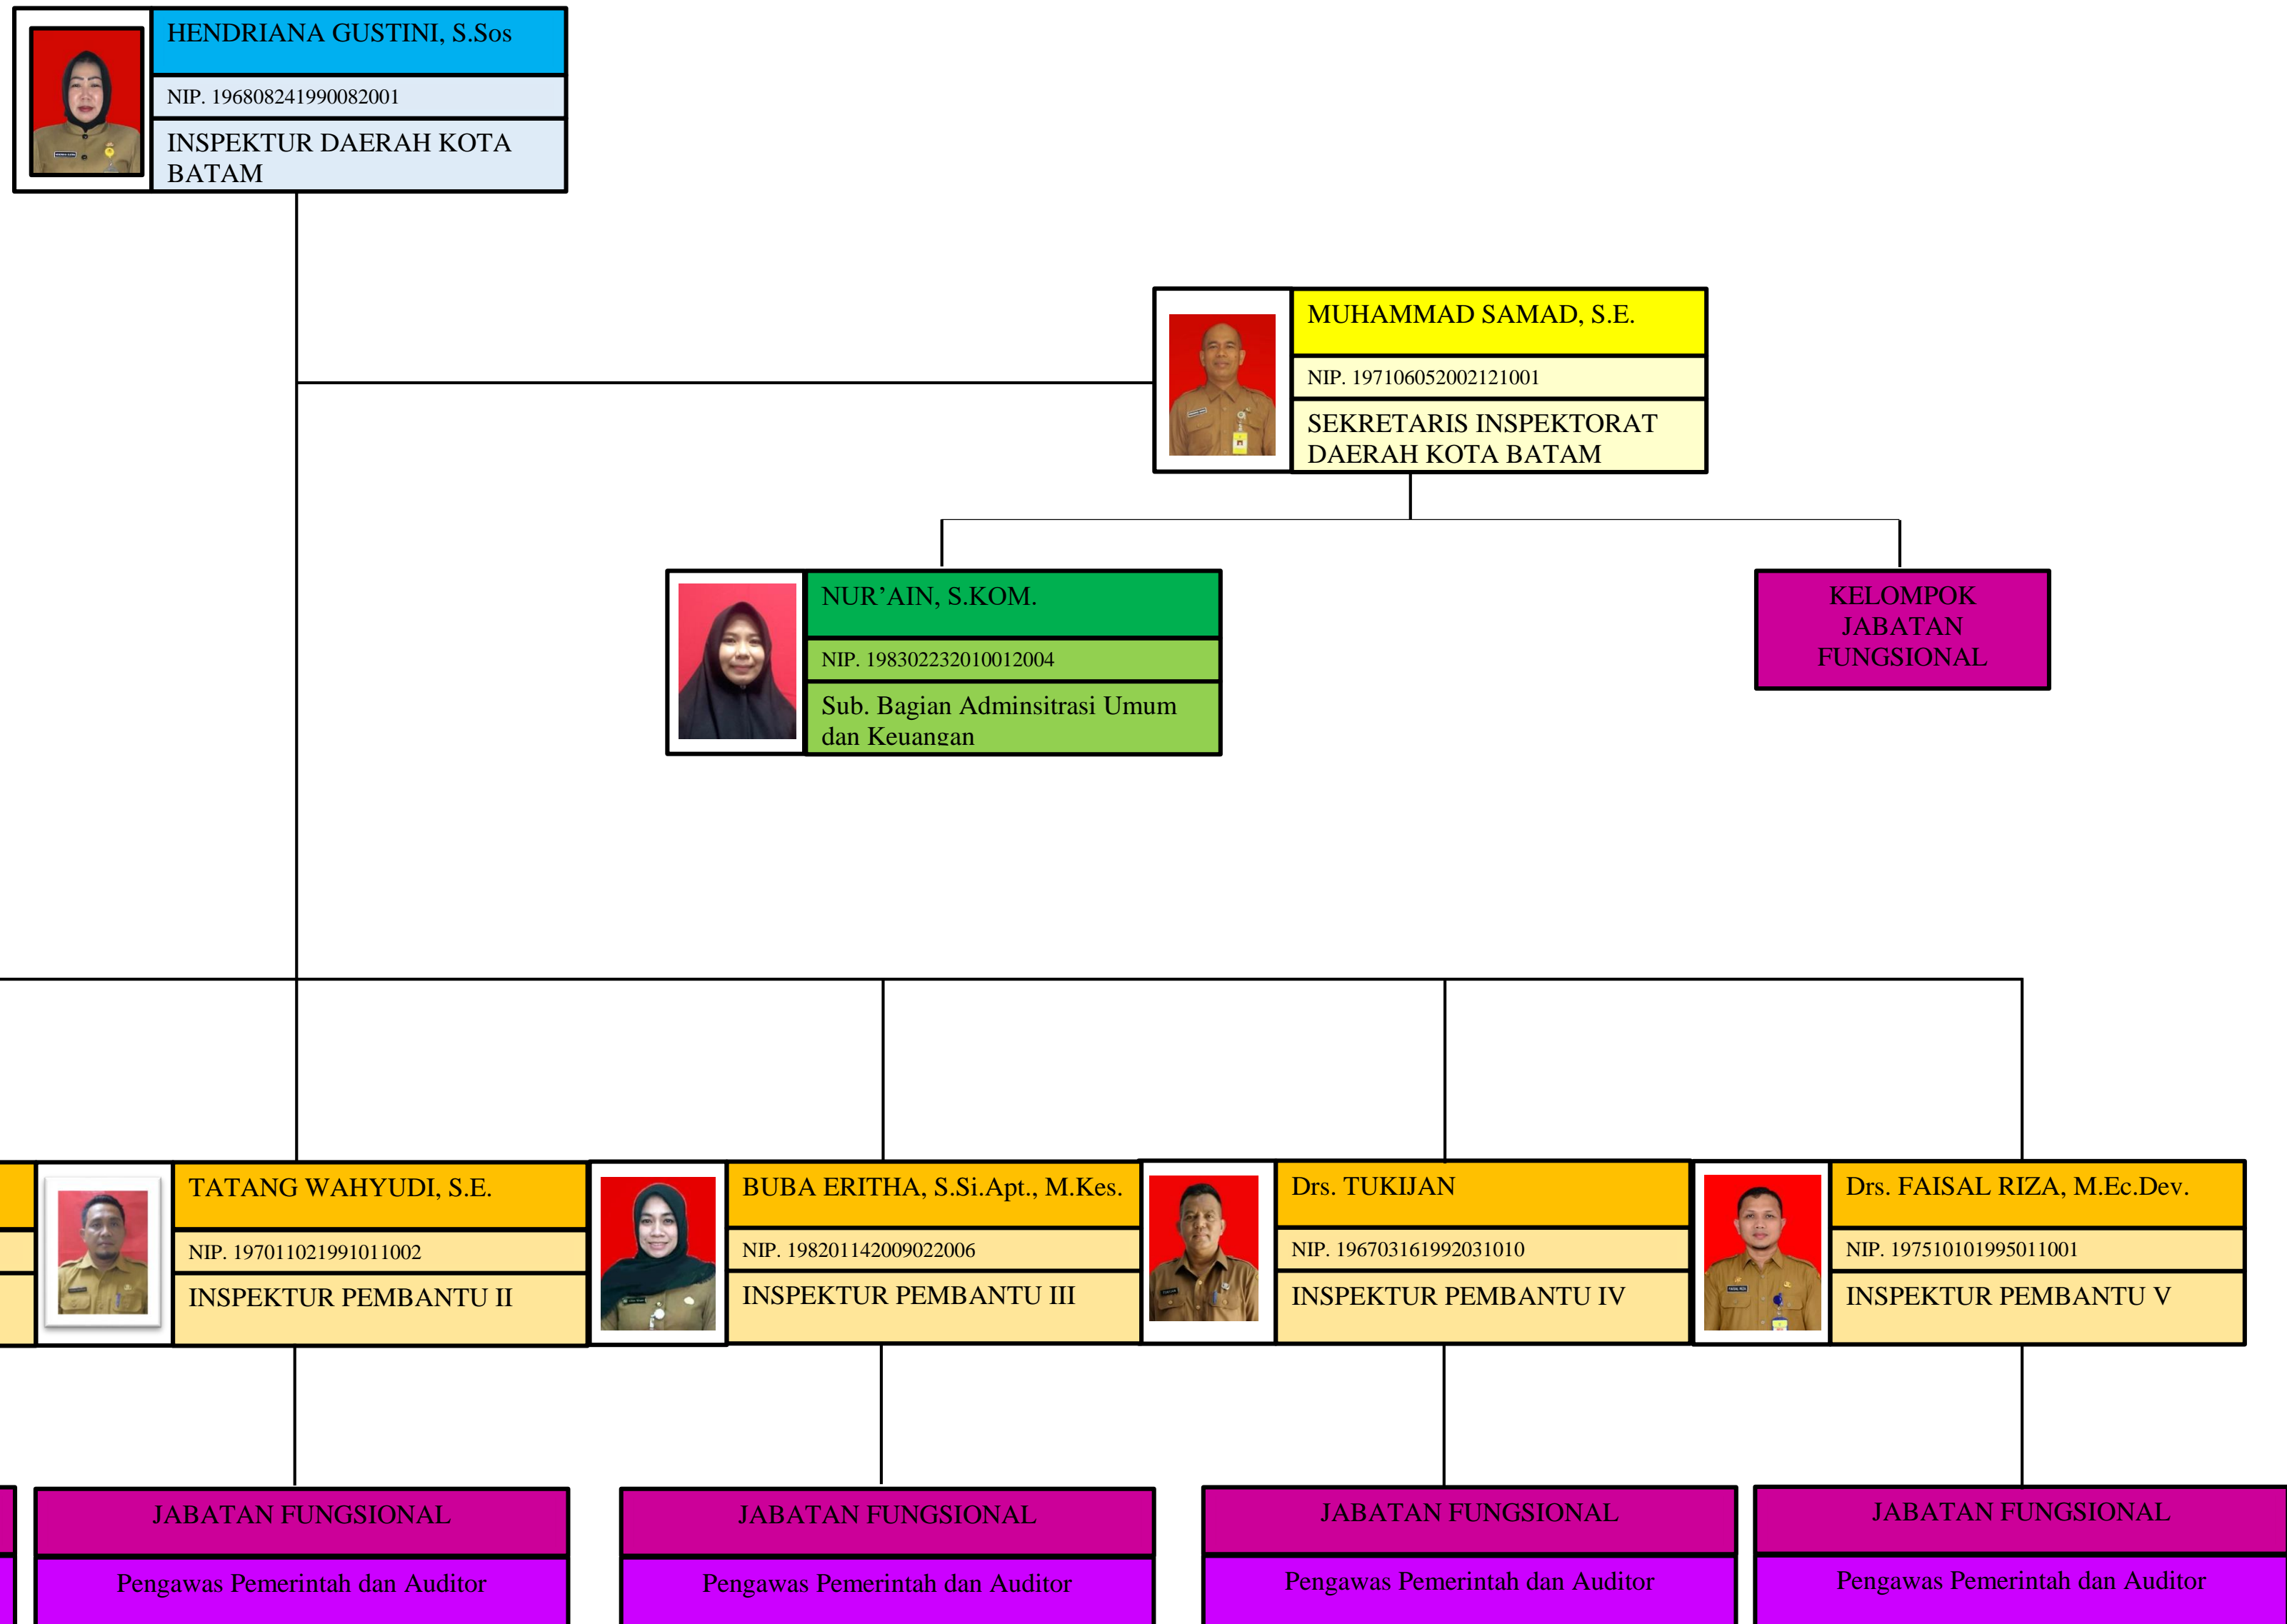 HENDRIANA GUSTINI, S.Sos
NIP. 196808241990082001
INSPEKTUR DAERAH KOTA
BATAM
MUHAMMAD SAMAD, S.E.
NIP. 197106052002121001
SEKRETARIS INSPEKTORAT
DAERAH KOTA BATAM
NUR’AIN, S.KOM.
NIP. 198302232010012004
Sub. Bagian Adminsitrasi Umum
dan Keuangan
KELOMPOK
JABATAN
FUNGSIONAL
TATANG WAHYUDI, S.E.
NIP. 197011021991011002
INSPEKTUR PEMBANTU II
BUBA ERITHA, S.Si.Apt., M.Kes.
NIP. 198201142009022006
INSPEKTUR PEMBANTU III
Drs. TUKIJAN
NIP. 196703161992031010
INSPEKTUR PEMBANTU IV
Drs. FAISAL RIZA, M.Ec.Dev.
NIP. 197510101995011001
INSPEKTUR PEMBANTU V
JABATAN FUNGSIONAL
Pengawas Pemerintah dan Auditor
JABATAN FUNGSIONAL
Pengawas Pemerintah dan Auditor
JABATAN FUNGSIONAL
Pengawas Pemerintah dan Auditor
JABATAN FUNGSIONAL
Pengawas Pemerintah dan Auditor